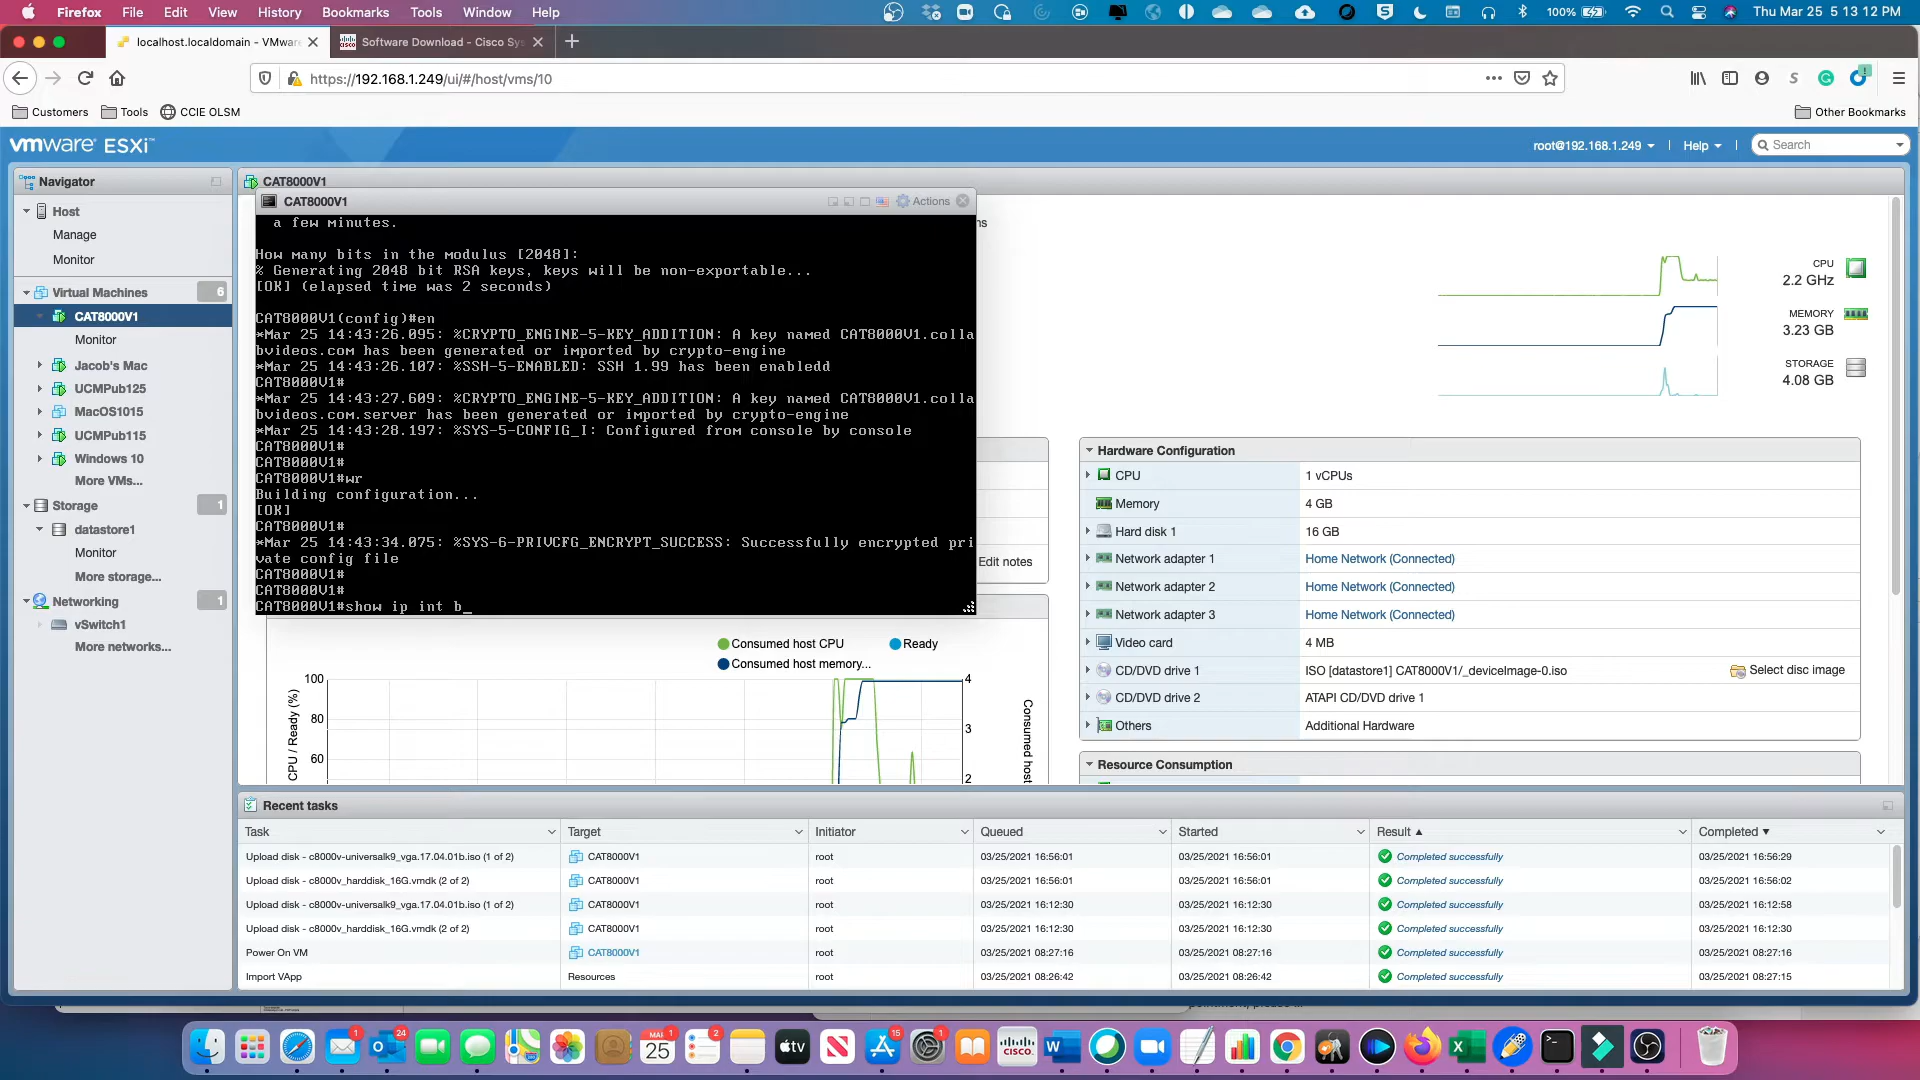 Firefox File Edit View History Bookmarks Tools Window Help 100% Thu Mar 25 5 13 12 PM
localhost.localdomain - VMware Software Download - Cisco Sys
https://192.168.1.249/ui/#/host/vms/10
Customers Tools CCIE OLSM Other Bookmarks
vmware ESXi root@192.168.1.249 Help Search
Navigator
Host
Manage
Monitor
Virtual Machines 6
CAT8000V1
Monitor
Jacob's Mac
UCMPub125
MacOS1015
UCMPub115
Windows 10
More VMs...
Storage 1
datastore1
Monitor
More storage...
Networking 1
vSwitch1
More networks...
CAT8000V1
CAT8000V1 Actions
a few minutes.
How many bits in the modulus [2048]:
% Generating 2048 bit RSA keys, keys will be non-exportable...
[OK] (elapsed time was 2 seconds)
CAT8000V1(config)#en
*Mar 25 14:43:26.095: %CRYPTO_ENGINE-5-KEY_ADDITION: A key named CAT8000V1.colla
bvideos.com has been generated or imported by crypto-engine
*Mar 25 14:43:26.107: %SSH-5-ENABLED: SSH 1.99 has been enabledd
CAT8000V1#
*Mar 25 14:43:27.609: %CRYPTO_ENGINE-5-KEY_ADDITION: A key named CAT8000V1.colla
bvideos.com.server has been generated or imported by crypto-engine
*Mar 25 14:43:28.197: %SYS-5-CONFIG_I: Configured from console by console
CAT8000V1#
CAT8000V1#
CAT8000V1#wr
Building configuration...
[OK]
CAT8000V1#
*Mar 25 14:43:34.075: %SYS-6-PRIVCFG_ENCRYPT_SUCCESS: Successfully encrypted pri
vate config file
CAT8000V1#
CAT8000V1#
CAT8000V1#show ip int b_
ns
Edit notes
CPU
2.2 GHz
MEMORY
3.23 GB
STORAGE
4.08 GB
Consumed host CPU Ready
Consumed host memory...
100
80
60
CPU / Ready (%)
4
3
2
Consumed host
Hardware Configuration
CPU 1 vCPUs
Memory 4 GB
Hard disk 1 16 GB
Network adapter 1 Home Network (Connected)
Network adapter 2 Home Network (Connected)
Network adapter 3 Home Network (Connected)
Video card 4 MB
CD/DVD drive 1 ISO [datastore1] CAT8000V1/_deviceImage-0.iso Select disc image
CD/DVD drive 2 ATAPI CD/DVD drive 1
Others Additional Hardware
Resource Consumption
Recent tasks
Task Target Initiator Queued Started Result ▲ Completed ▼
Upload disk - c8000v-universalk9_vga.17.04.01b.iso (1 of 2) CAT8000V1 root 03/25/2021 16:56:01 03/25/2021 16:56:01 Completed successfully 03/25/2021 16:56:29
Upload disk - c8000v_harddisk_16G.vmdk (2 of 2) CAT8000V1 root 03/25/2021 16:56:01 03/25/2021 16:56:01 Completed successfully 03/25/2021 16:56:02
Upload disk - c8000v-universalk9_vga.17.04.01b.iso (1 of 2) CAT8000V1 root 03/25/2021 16:12:30 03/25/2021 16:12:30 Completed successfully 03/25/2021 16:12:58
Upload disk - c8000v_harddisk_16G.vmdk (2 of 2) CAT8000V1 root 03/25/2021 16:12:30 03/25/2021 16:12:30 Completed successfully 03/25/2021 16:12:30
Power On VM CAT8000V1 root 03/25/2021 08:27:16 03/25/2021 08:27:16 Completed successfully 03/25/2021 08:27:16
Import VApp Resources root 03/25/2021 08:26:42 03/25/2021 08:26:42 Completed successfully 03/25/2021 08:27:15
1 24 MAR 25 1 2 tv 15 1 CISCO W X